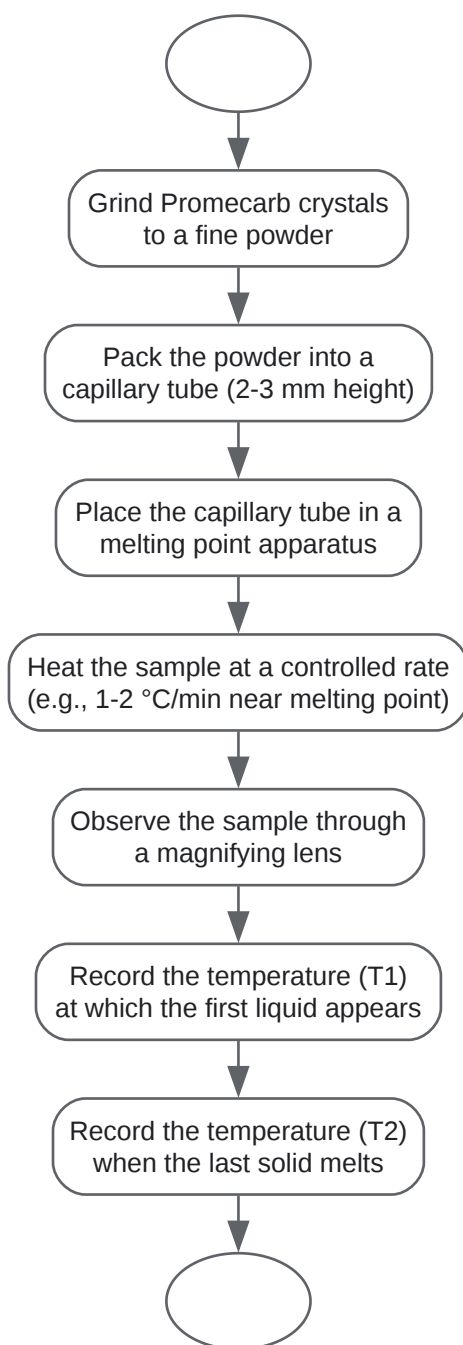 Grind Promecarb crystals
to a fine powder
Pack the powder into a
capillary tube (2-3 mm height)
Place the capillary tube in a
melting point apparatus
Heat the sample at a controlled rate
(e.g., 1-2 °C/min near melting point)
Observe the sample through
a magnifying lens
Record the temperature (T1)
at which the first liquid appears
Record the temperature (T2)
when the last solid melts